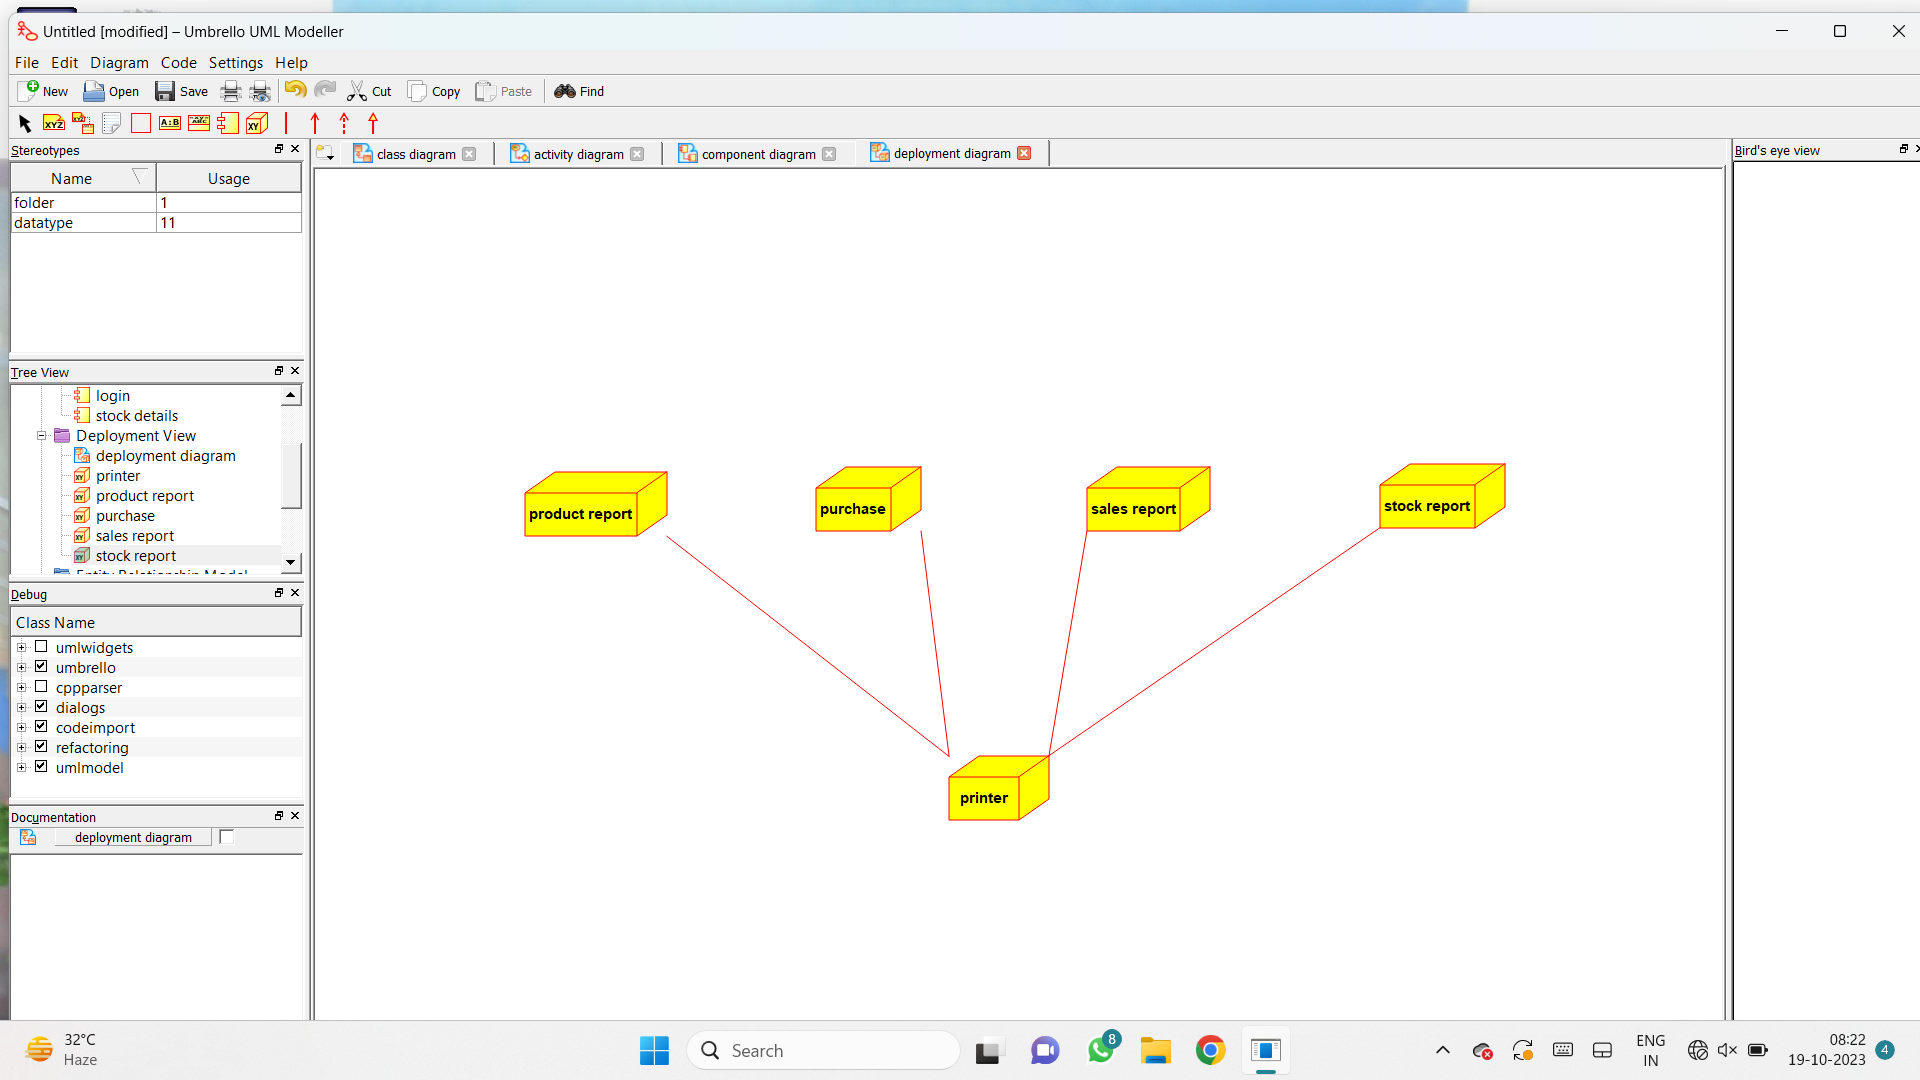 Untitled [modified] – Umbrello UML Modeller
File Edit Diagram Code Settings Help
New Open Save Cut Copy Paste Find
XYZ XYZ A:B ABC XY
Stereotypes
Name Usage
folder 1
datatype 11
class diagram activity diagram component diagram deployment diagram
Bird's eye view
Tree View
login
stock details
Deployment View
deployment diagram
printer
product report
purchase
sales report
stock report
Entity Relationship Model
Debug
Class Name
umlwidgets
umbrello
cppparser
dialogs
codeimport
refactoring
umlmodel
Documentation
deployment diagram
product report
purchase
sales report
stock report
printer
32°C
Haze
Search
8
ENG
IN
08:22
19-10-2023
4